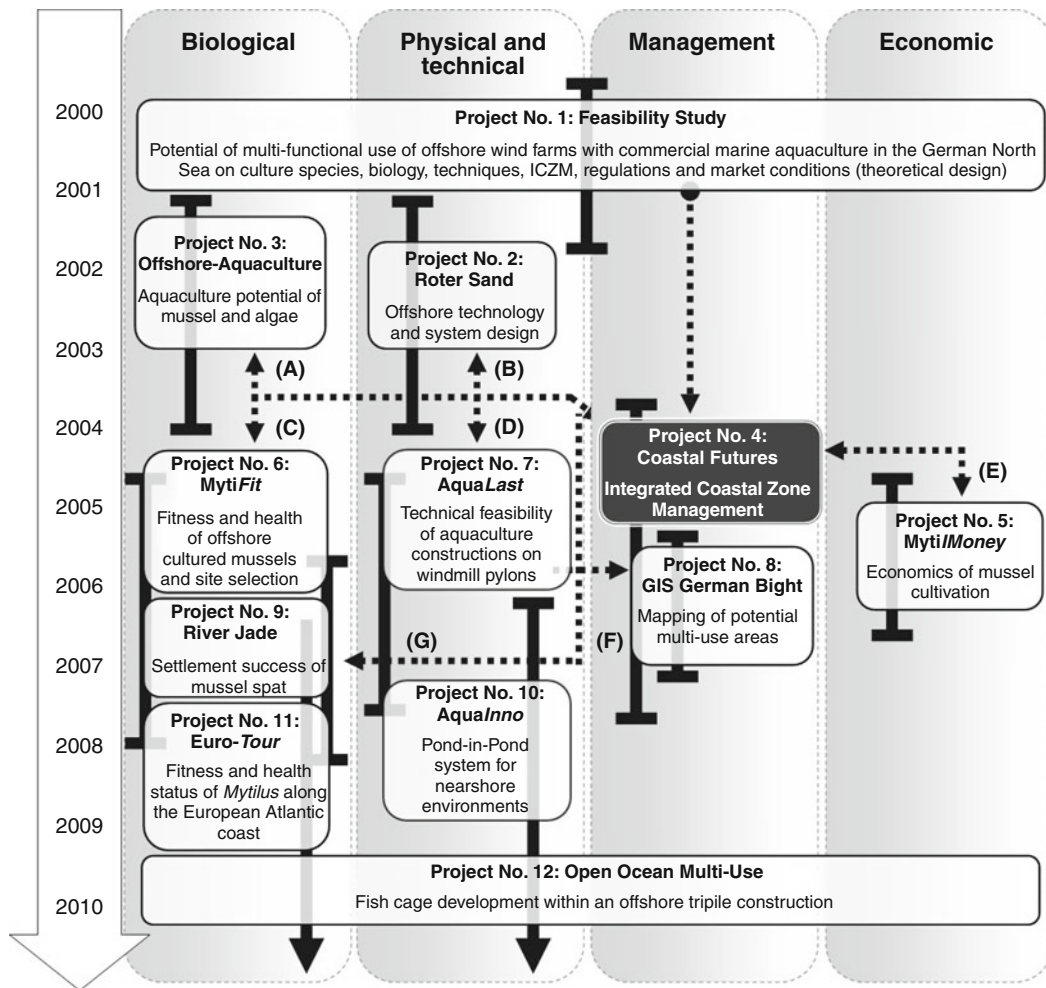 Biological
Physical and
technical
Management
Economic
2000
Project No. 1: Feasibility Study
Potential of multi-functional use of offshore wind farms with commercial marine aquaculture in the German North
Sea on culture species, biology, techniques, ICZM, regulations and market conditions (theoretical design)
2001
Project No. 3:
Offshore-Aquaculture
Aquaculture potential of
mussel and algae
2002
Project No. 2:
Roter Sand
Offshore technology
and system design
2003
(A)
(B)
2004
(C)
(D)
Project No. 4:
Coastal Futures
Integrated Coastal Zone
Management
(E)
Project No. 6:
MytiFit
Fitness and health
of offshore
cultured mussels
and site selection
2005
Project No. 7:
AquaLast
Technical feasibility
of aquaculture
constructions on
windmill pylons
Project No. 5:
MytilMoney
Economics of mussel
cultivation
2006
Project No. 8:
GIS German Bight
Mapping of potential
multi-use areas
Project No. 9:
River Jade
Settlement success of
mussel spat
(G)
(F)
2007
Project No. 10:
AquaInno
Pond-in-Pond
system for
nearshore
environments
Project No. 11:
Euro-Tour
Fitness and health
status of Mytilus along
the European Atlantic
coast
2008
2009
Project No. 12: Open Ocean Multi-Use
Fish cage development within an offshore tripile construction
2010